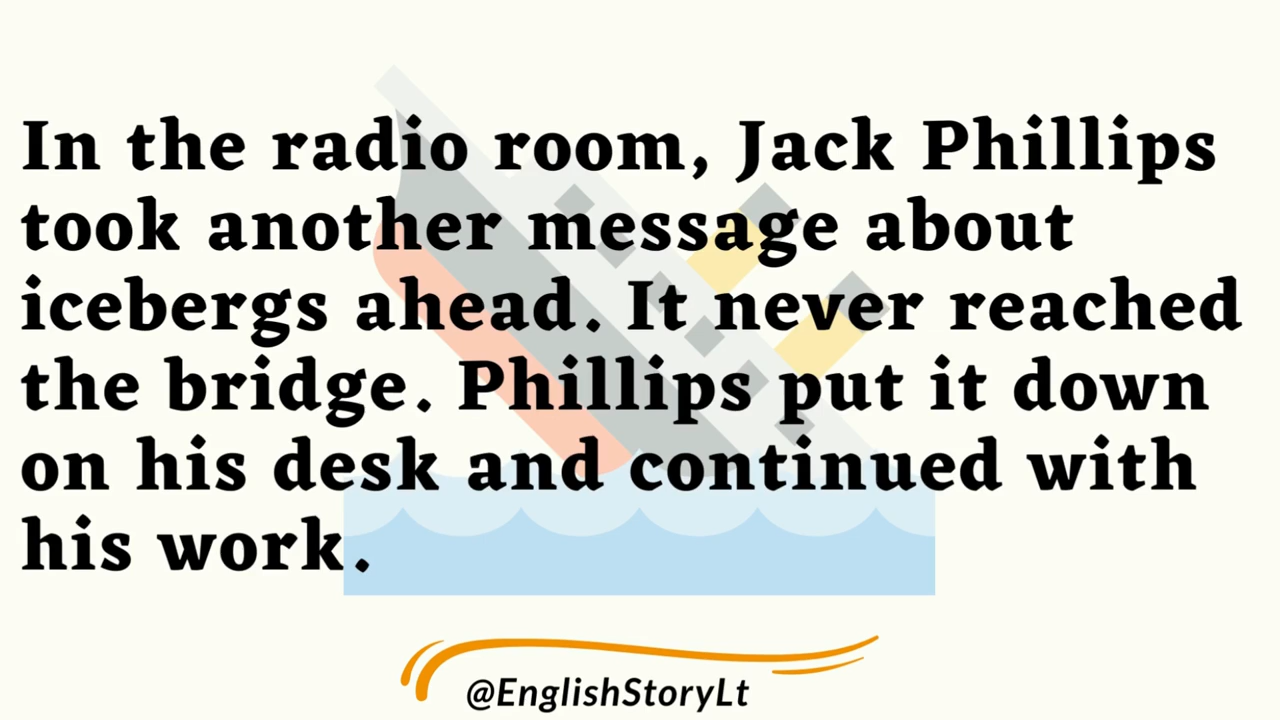 In the radio room, Jack Phillips
took another message about
icebergs ahead. It never reached
the bridge. Phillips put it down
on his desk and continued with
his work.
@EnglishStoryLt